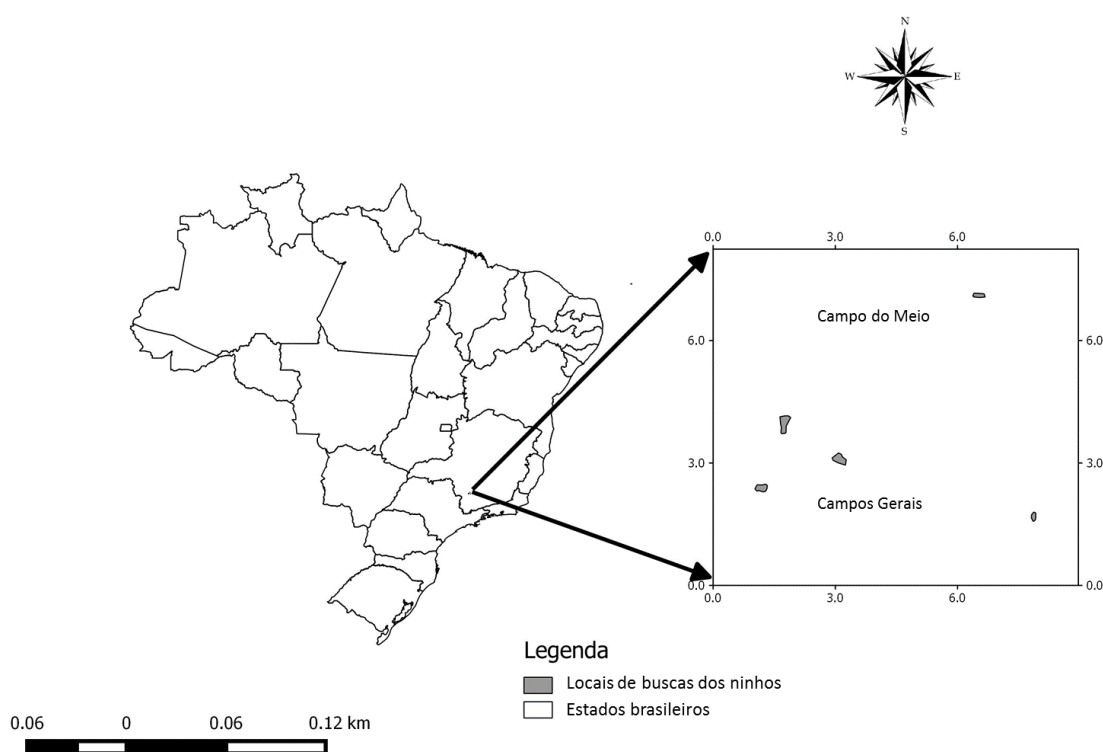 N
W E
S
0.0 3.0 6.0
Campo do Meio
6.0 6.0
3.0 3.0
Campos Gerais
0.0 0.0
0.0 3.0 6.0
Legenda
Locais de buscas dos ninhos
Estados brasileiros
0.06 0 0.06 0.12 km